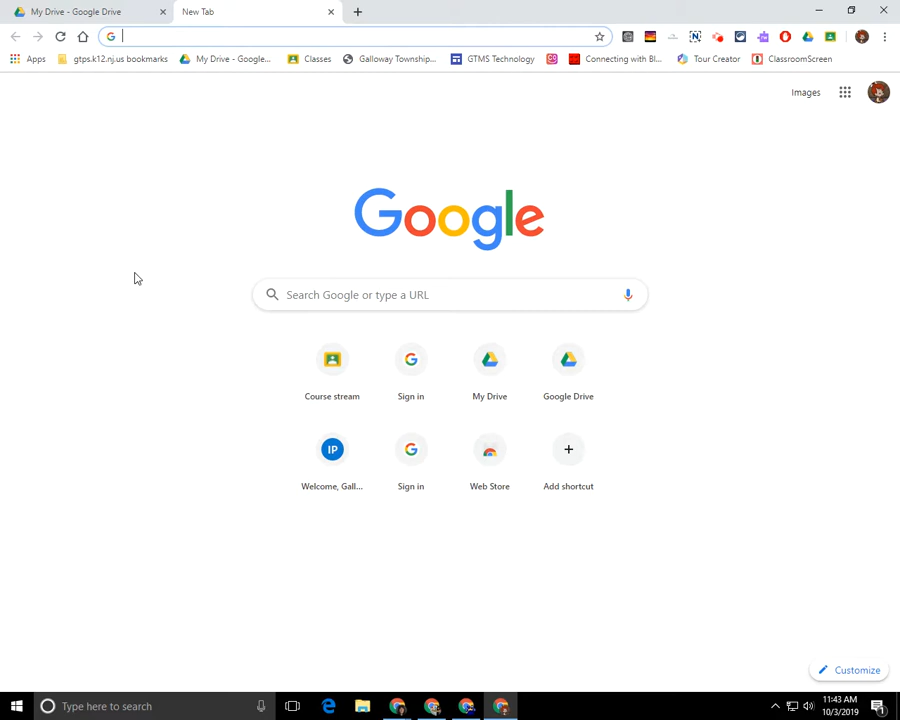 My Drive - Google Drive
New Tab
Apps gtps.k12.nj.us bookmarks My Drive - Google... Classes Galloway Township,... GTMS Technology Connecting with Bl... Tour Creator ClassroomScreen
Images
Google
Search Google or type a URL
Course stream Sign in My Drive Google Drive
IP
Welcome, Gall... Sign in Web Store Add shortcut
Customize
Type here to search
11:43 AM
10/3/2019